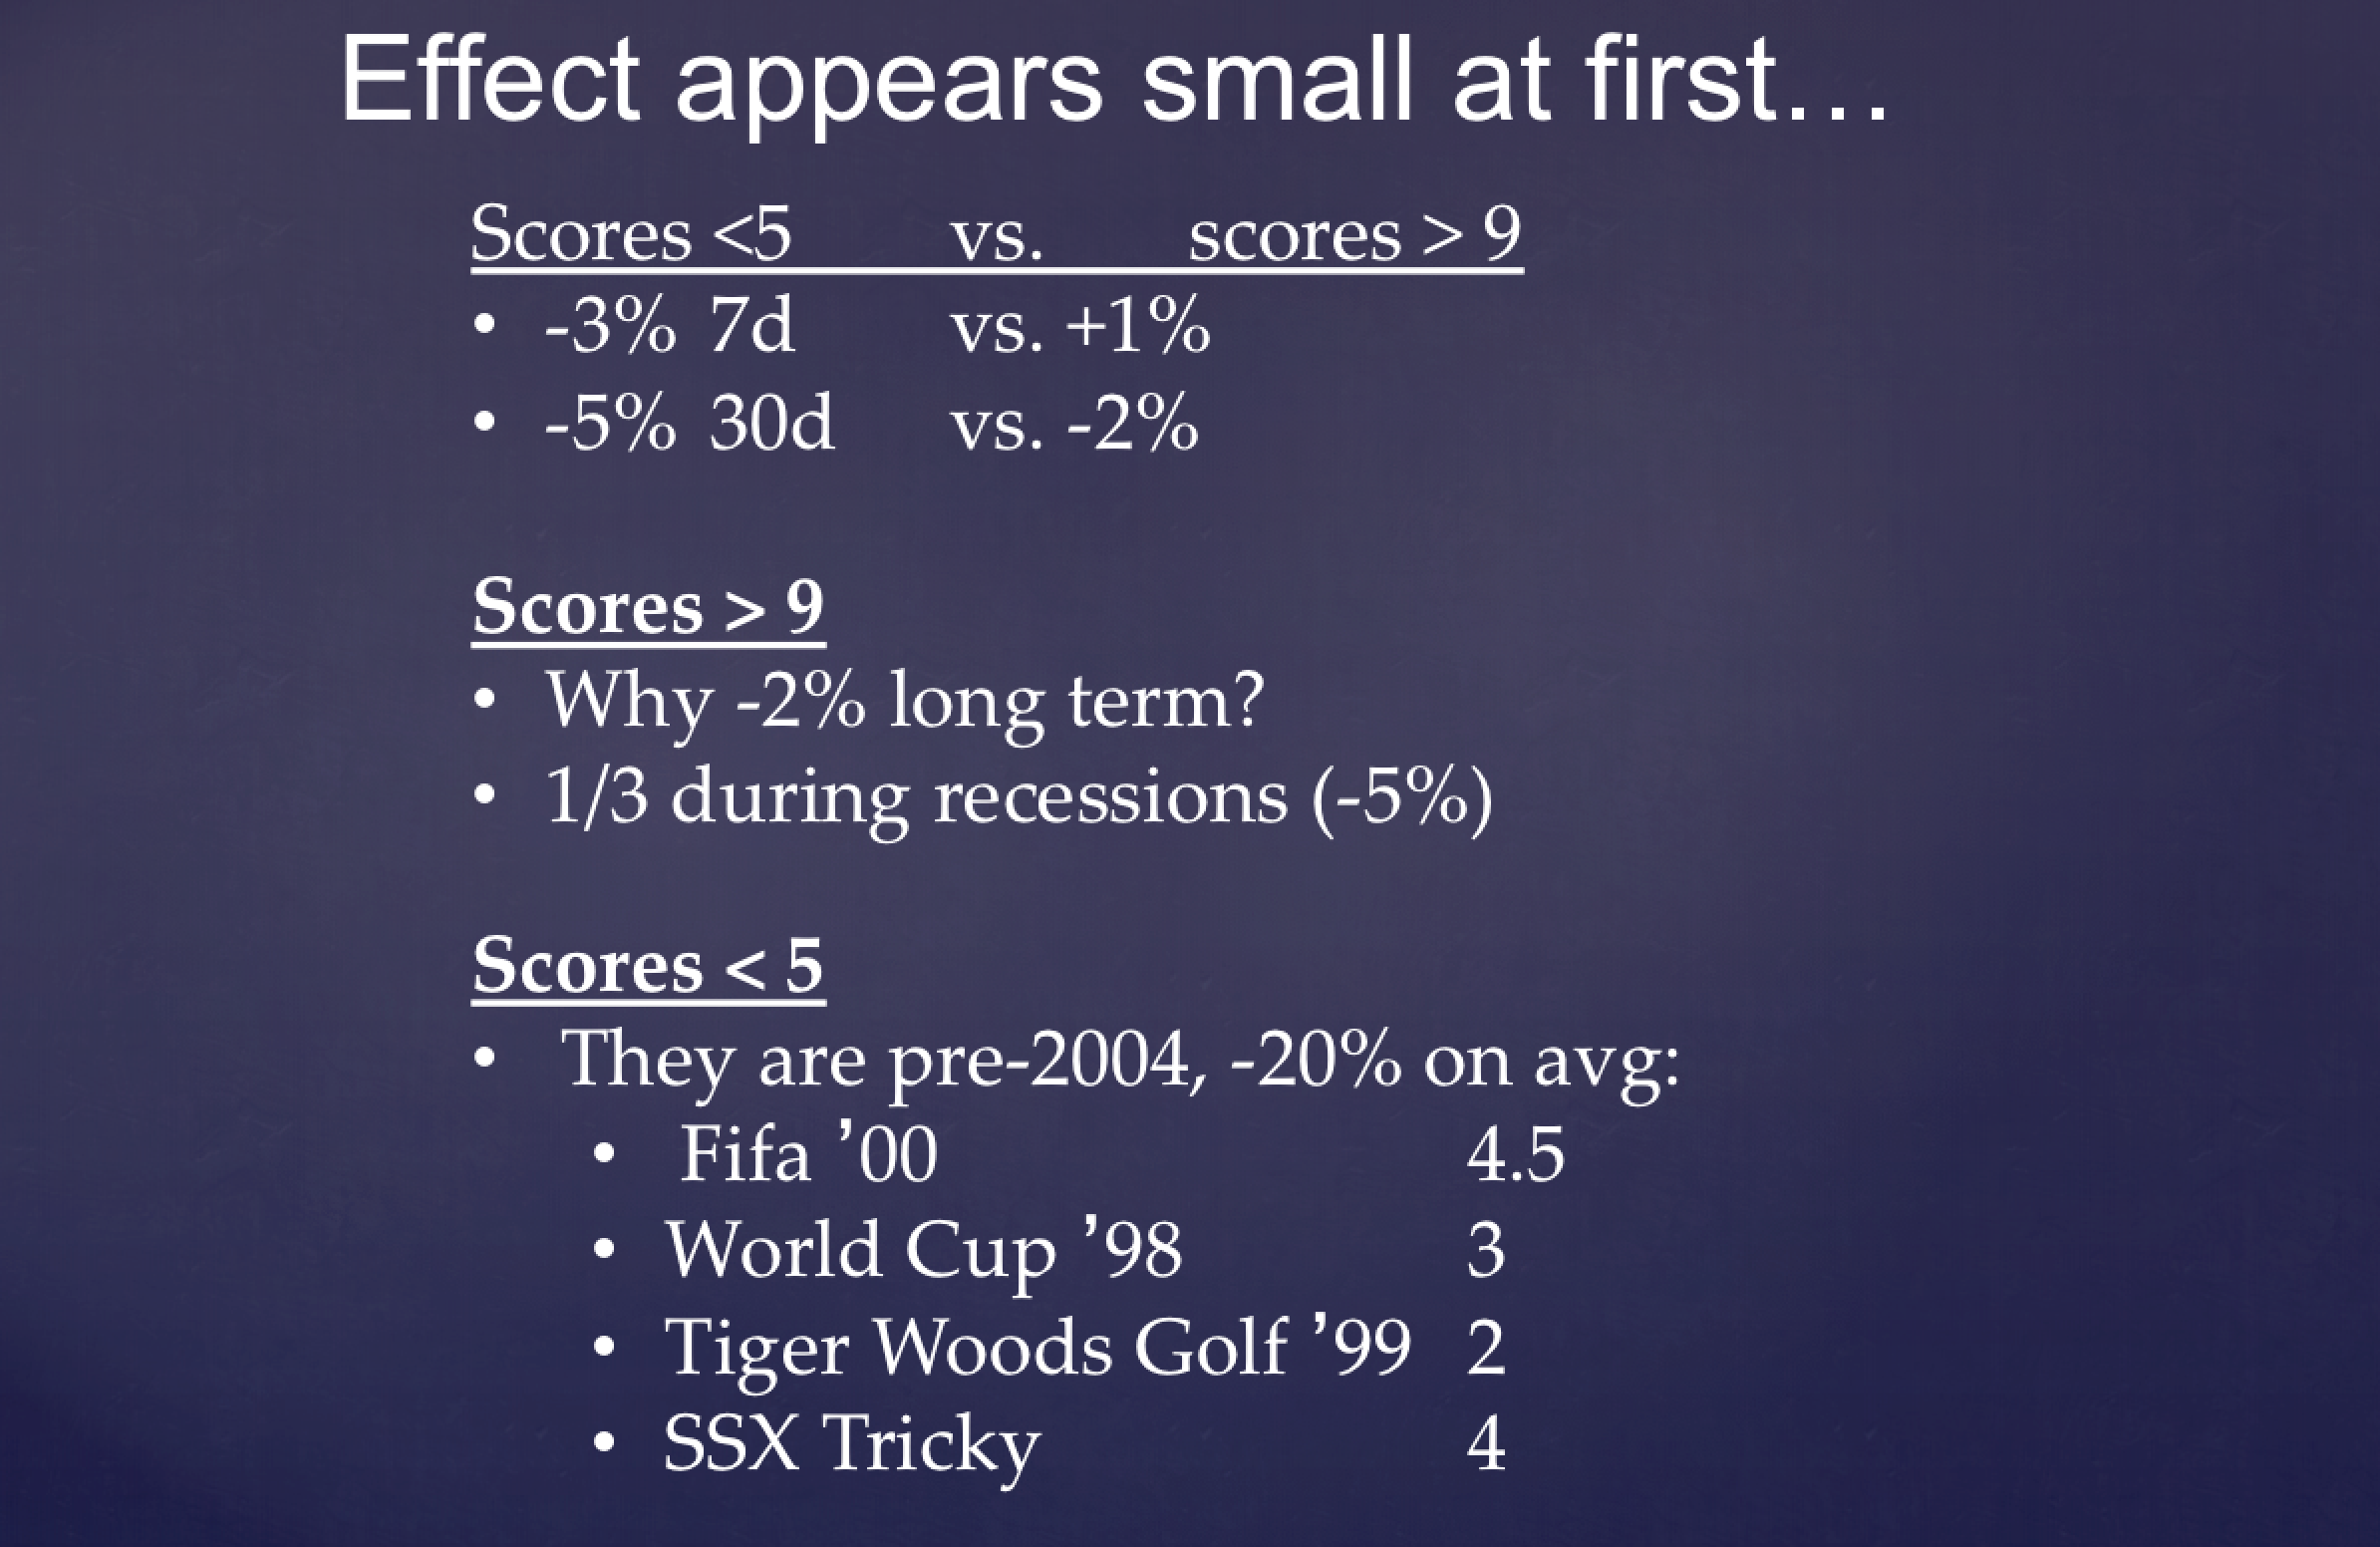 Effect appears small at first…
Scores <5 vs. scores > 9
• -3% 7d vs. +1%
• -5% 30d vs. -2%
Scores > 9
• Why -2% long term?
• 1/3 during recessions (-5%)
Scores < 5
• They are pre-2004, -20% on avg:
• Fifa ’00 4.5
• World Cup ’98 3
• Tiger Woods Golf ’99 2
• SSX Tricky 4